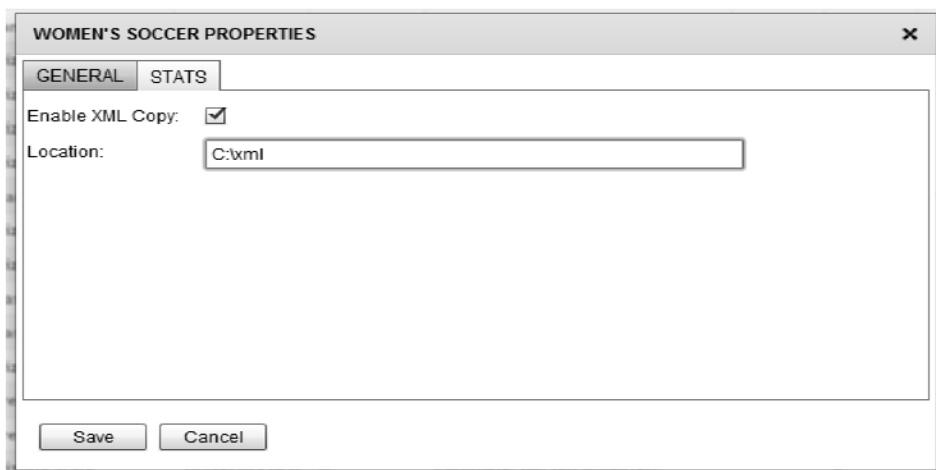 WOMEN'S SOCCER PROPERTIES
GENERAL STATS
Enable XML Copy:
Location: C:\xml
Save Cancel